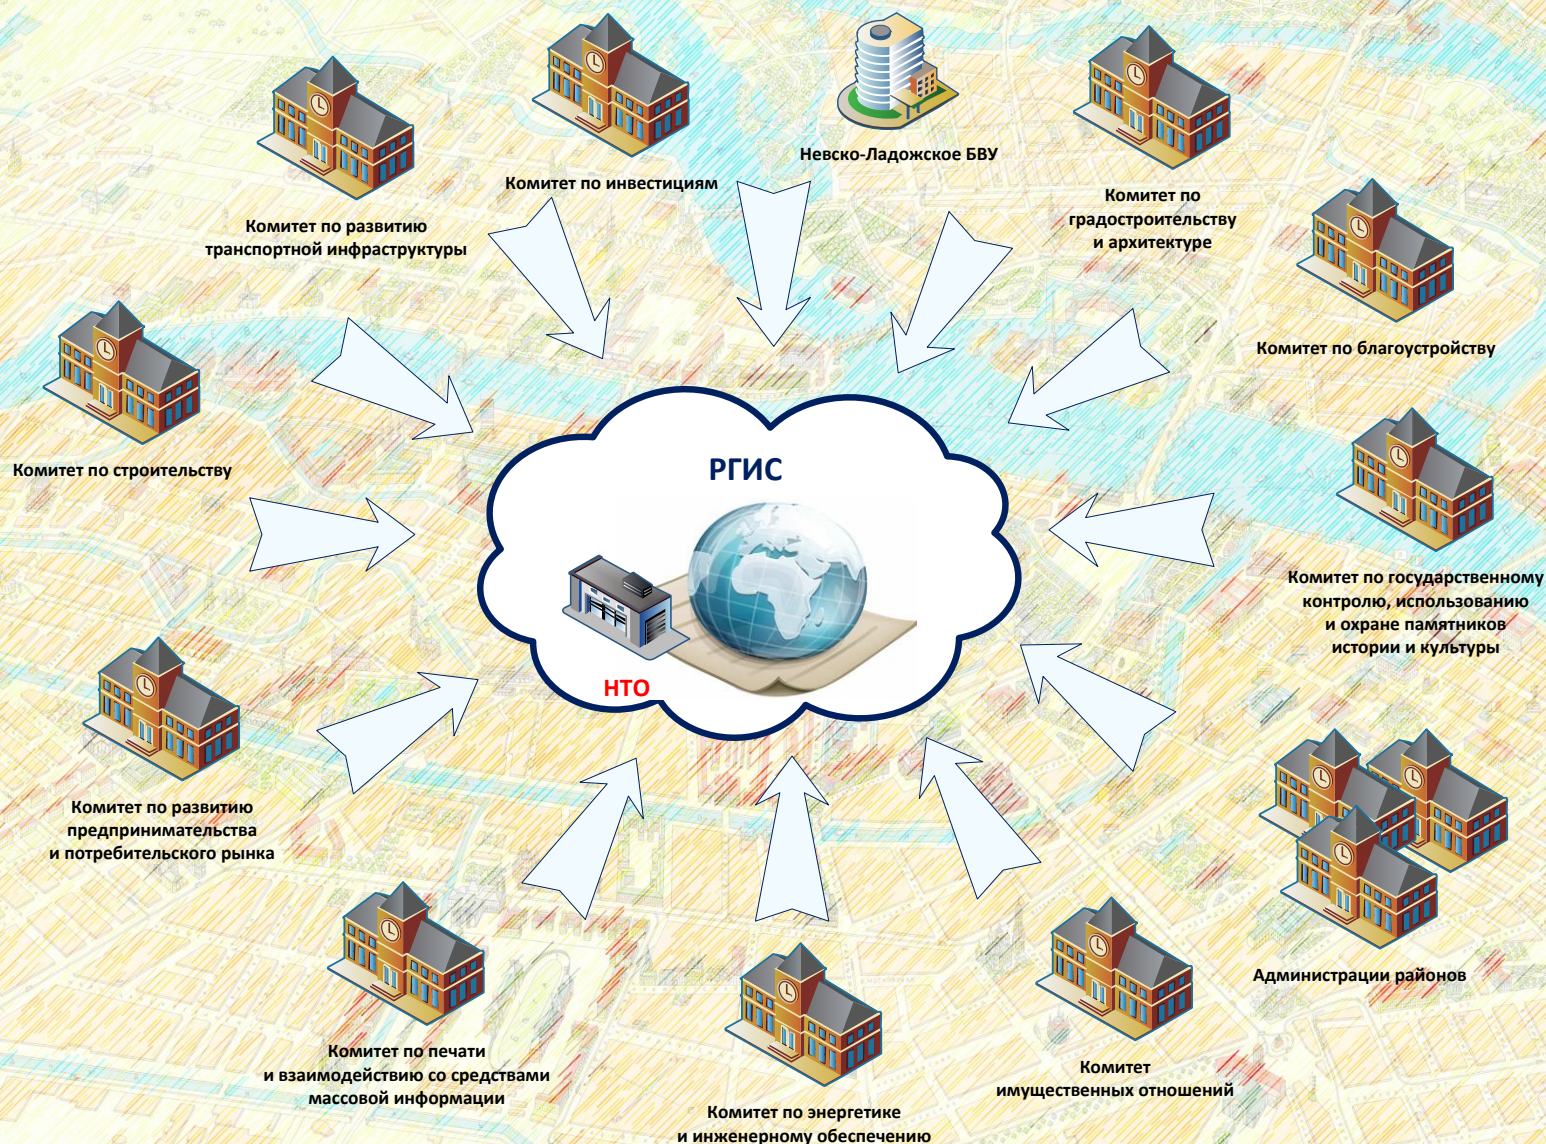 Невско-Ладожское БВУ
Комитет по инвестициям
Комитет по
градостроительству
и архитектуре
Комитет по развитию
транспортной инфраструктуры
Комитет по благоустройству
Комитет по строительству
РГИС
НТО
Комитет по государственному
контролю, использованию
и охране памятников
истории и культуры
Комитет по развитию
предпринимательства
и потребительского рынка
Администрации районов
Комитет по печати
и взаимодействию со средствами
массовой информации
Комитет
имущественных отношений
Комитет по энергетике
и инженерному обеспечению